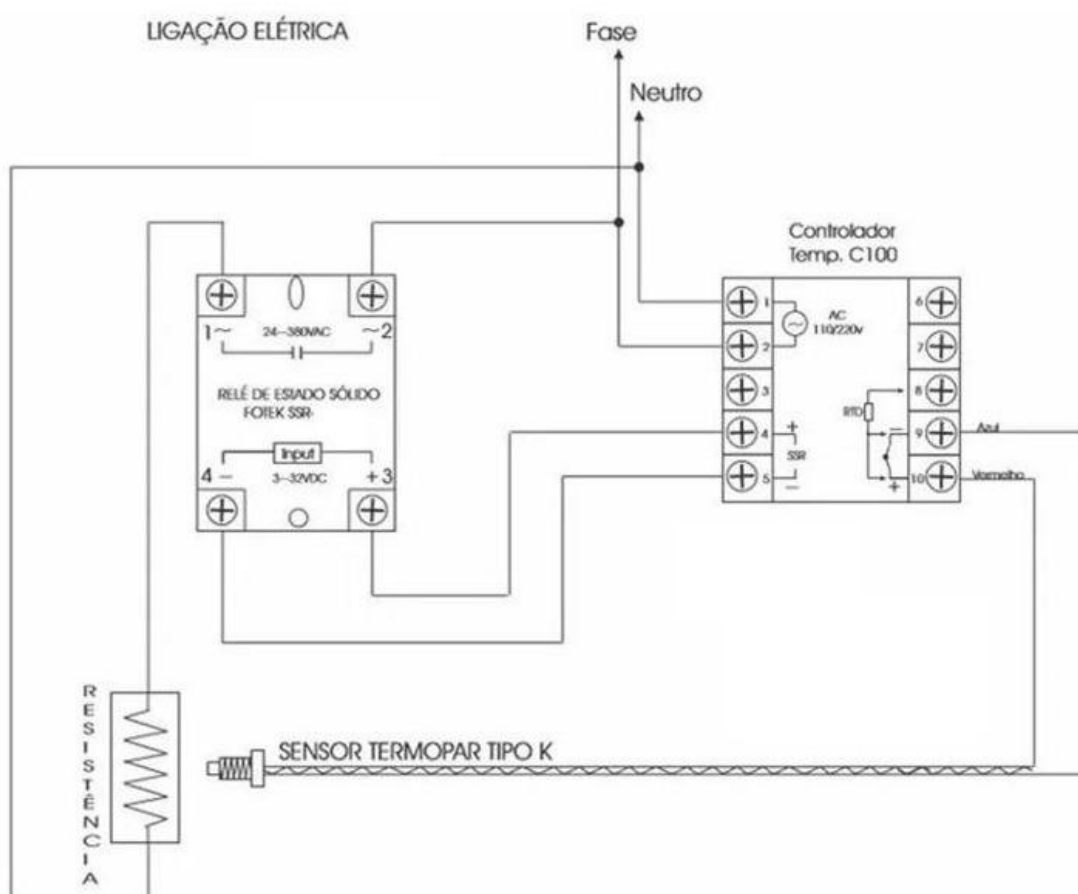 LIGAÇÃO ELÉTRICA
Fase
Neutro
Controlador
Temp. C100
1~
24--380VAC
~2
RELÉ DE ESTADO SÓLIDO
FOTEK SSR-
Input
4 -
3--32VDC
+3
1
AC
110/220v
2
3
4
+
SSR
5
-
6
7
8
RTD
-
9
Azul
+
10
Vermelho
RESISTÊNCIA
SENSOR TERMOPAR TIPO K